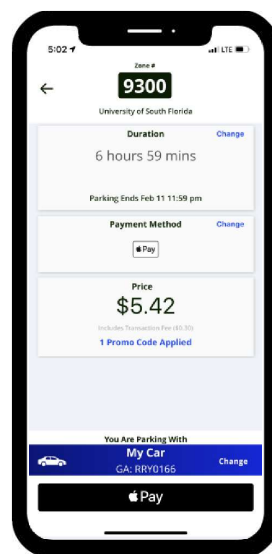 5:02
LTE
Zone #
9300
University of South Florida
Duration
Change
6 hours 59 mins
Parking Ends Feb 11 11:59 pm
Payment Method
Change
Pay
Price
$5.42
Includes Transaction Fee ($0.30)
1 Promo Code Applied
You Are Parking With
My Car
GA: RRY0166
Change
Pay